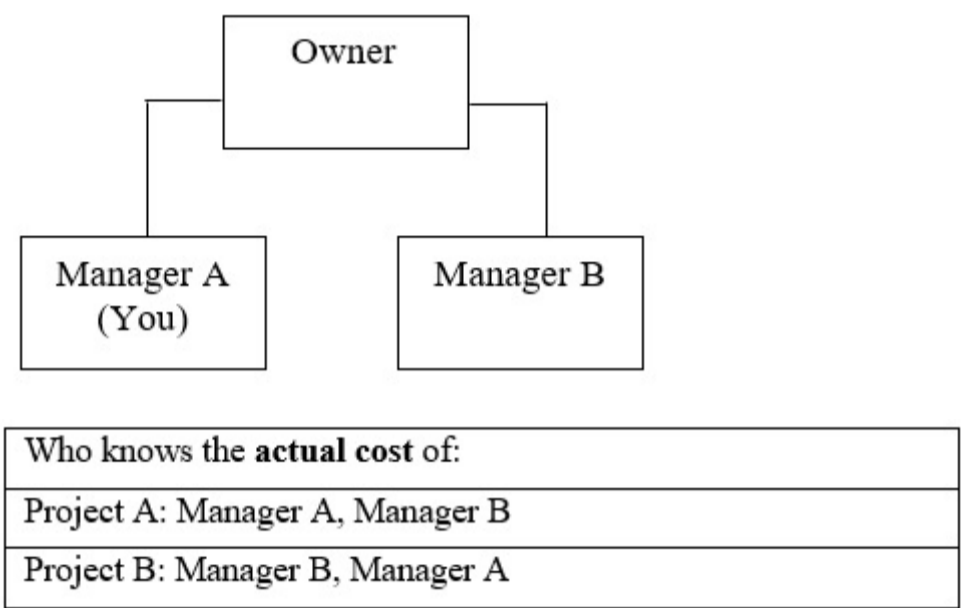 Owner
Manager A
(You)
Manager B
Who knows the actual cost of:
Project A: Manager A, Manager B
Project B: Manager B, Manager A